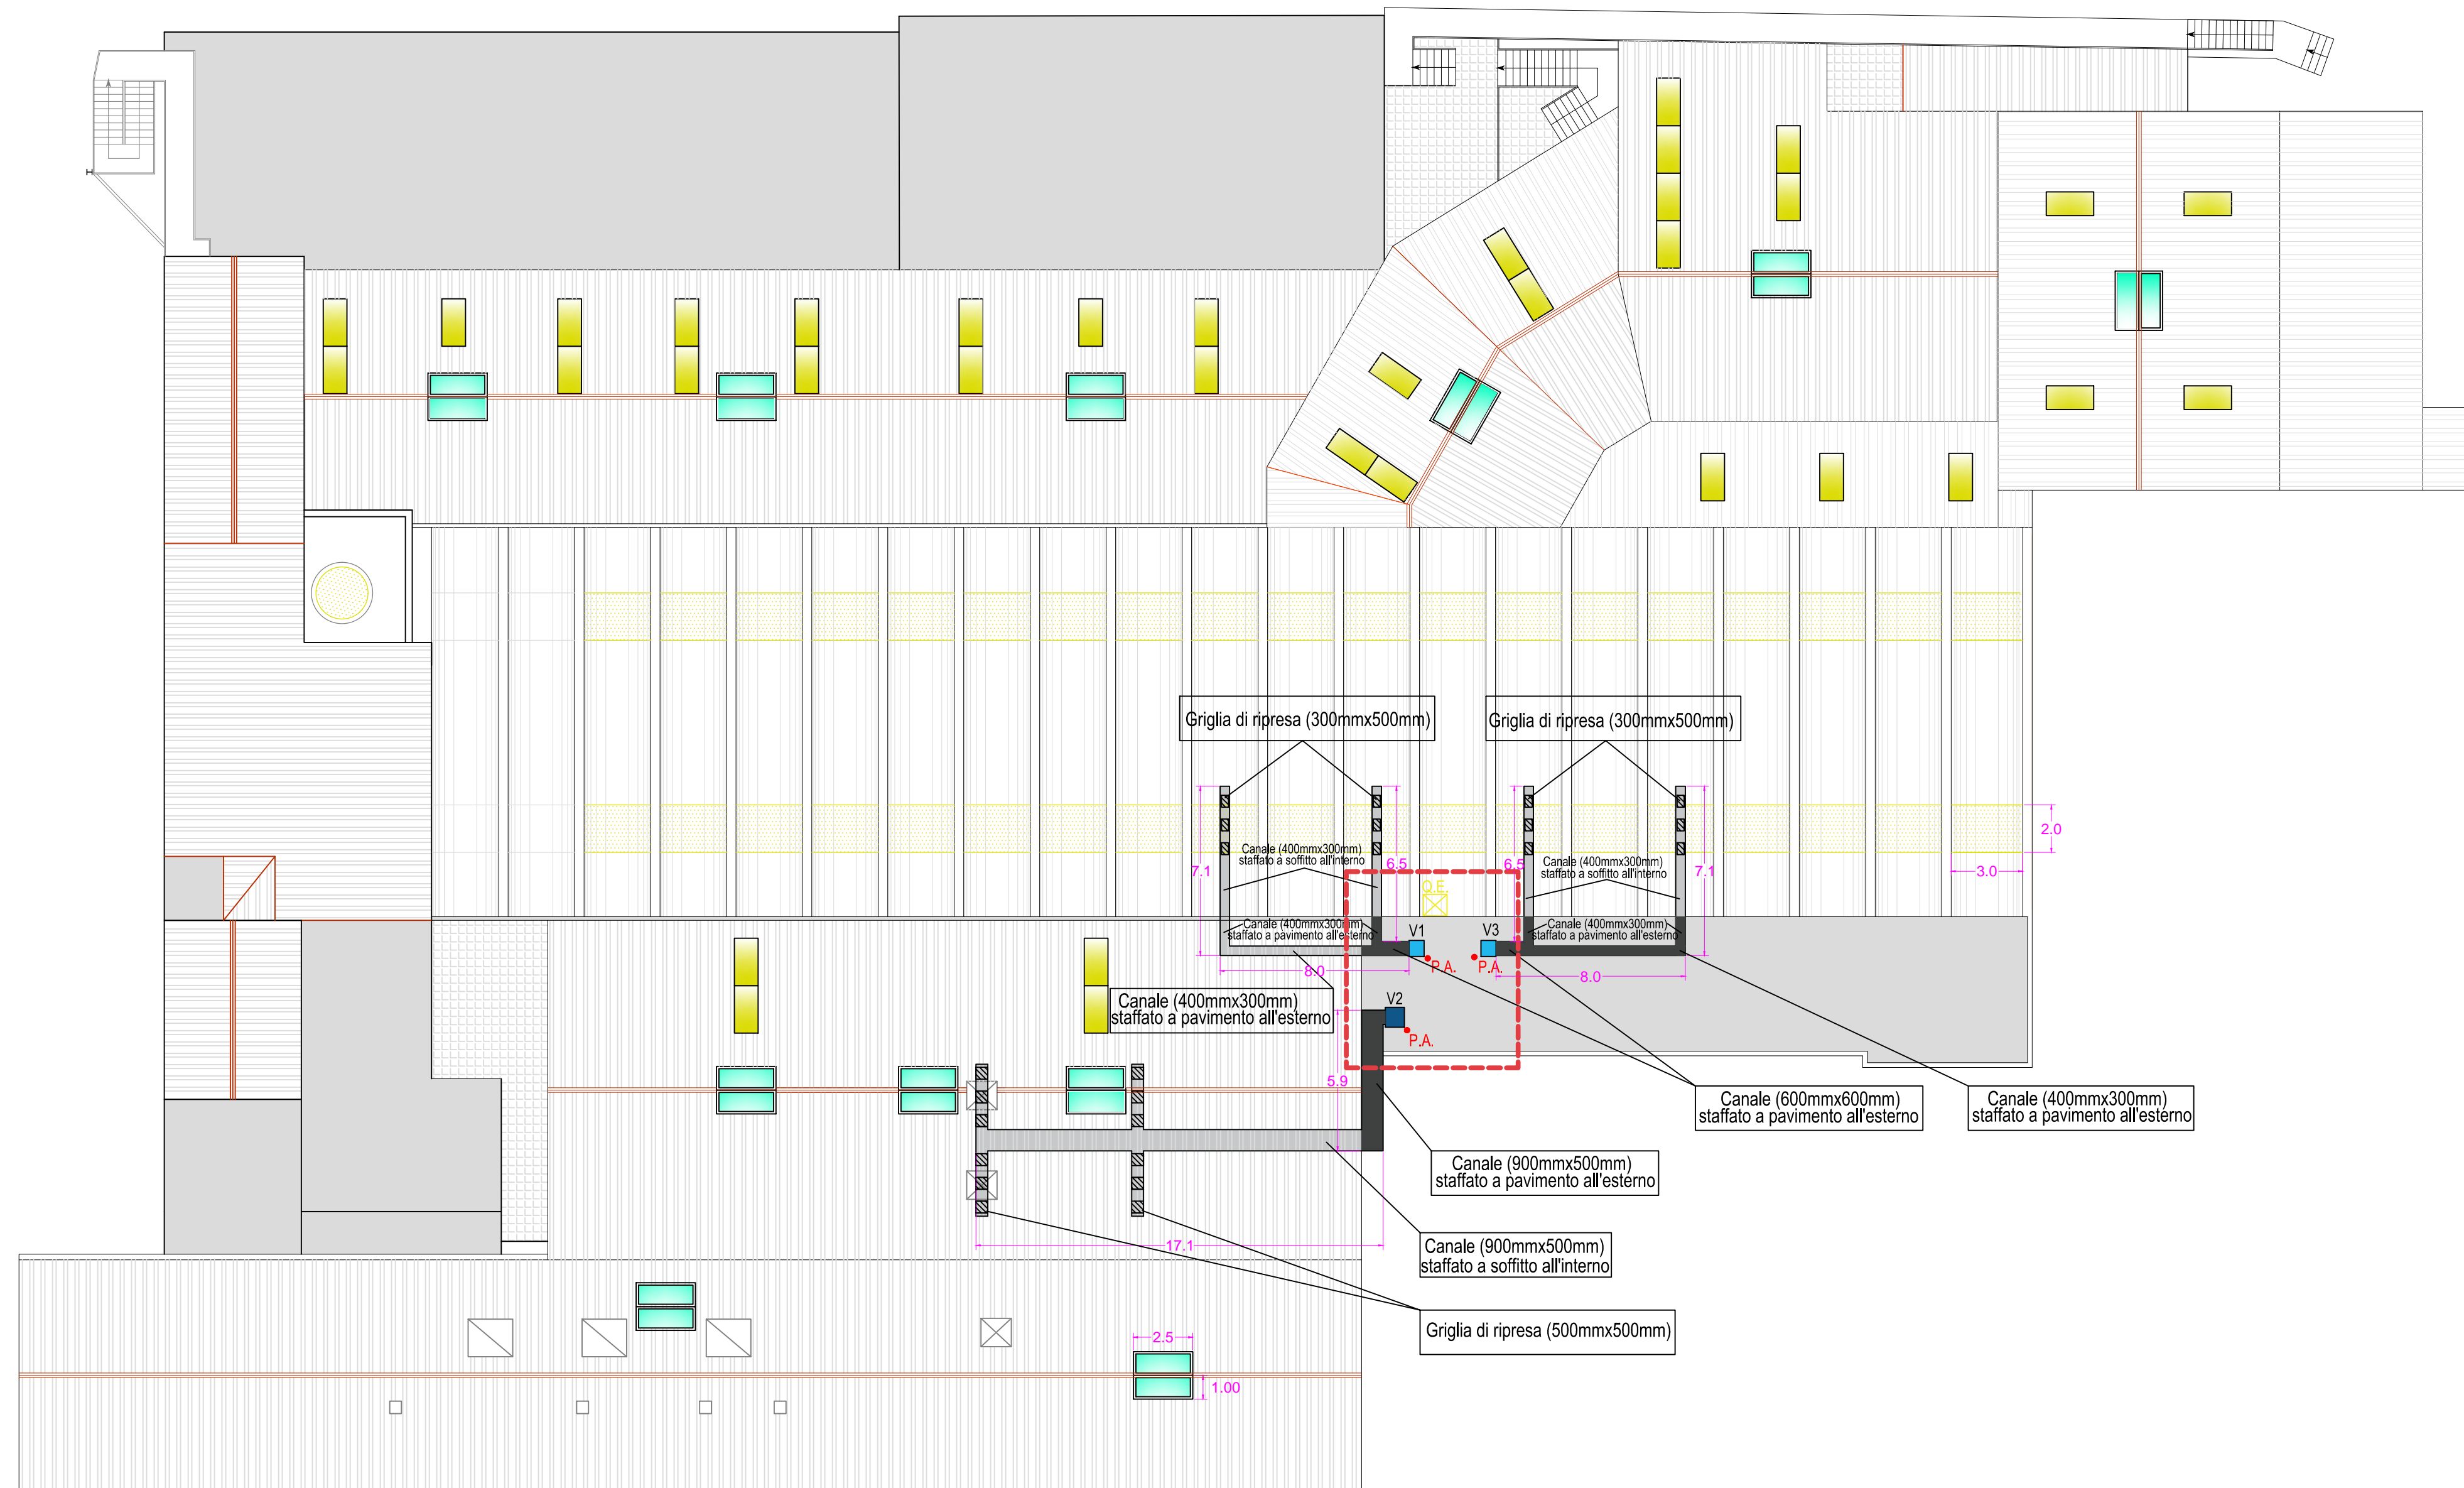 Griglia di ripresa (300mmx500mm)
Griglia di ripresa (300mmx500mm)
2.0
3.0
7.1
6.5
6.5
7.1
Canale (400mmx300mm)
staffato a soffitto all'interno
Canale (400mmx300mm)
staffato a soffitto all'interno
Q.E.
Canale (400mmx300mm)
staffato a pavimento all'esterno
Canale (400mmx300mm)
staffato a pavimento all'esterno
V1
V3
P.A.
P.A.
8.0
8.0
Canale (400mmx300mm)
staffato a pavimento all'esterno
V2
P.A.
5.9
Canale (600mmx600mm)
staffato a pavimento all'esterno
Canale (400mmx300mm)
staffato a pavimento all'esterno
Canale (900mmx500mm)
staffato a pavimento all'esterno
17.1
Canale (900mmx500mm)
staffato a soffitto all'interno
Griglia di ripresa (500mmx500mm)
2.5
1.00